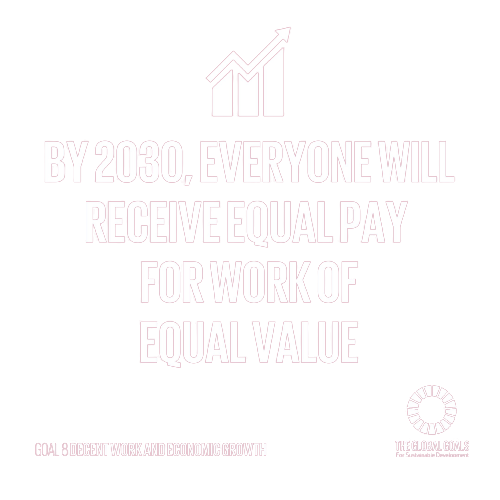 BY 2030, EVERYONE WILL
RECEIVE EQUAL PAY
FOR WORK OF
EQUAL VALUE
GOAL 8 DECENT WORK AND ECONOMIC GROWTH
THE GLOBAL GOALS
For Sustainable Development